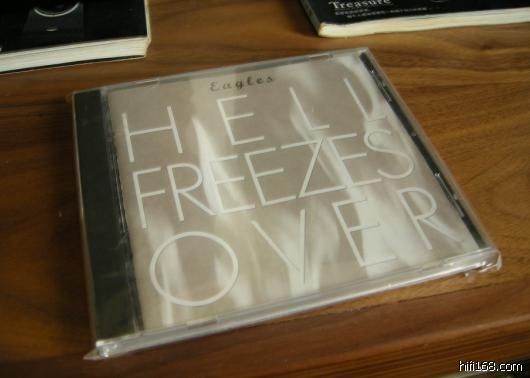 Treasure
Eagles
HELL
FREEZES
OVER
hifi168.com